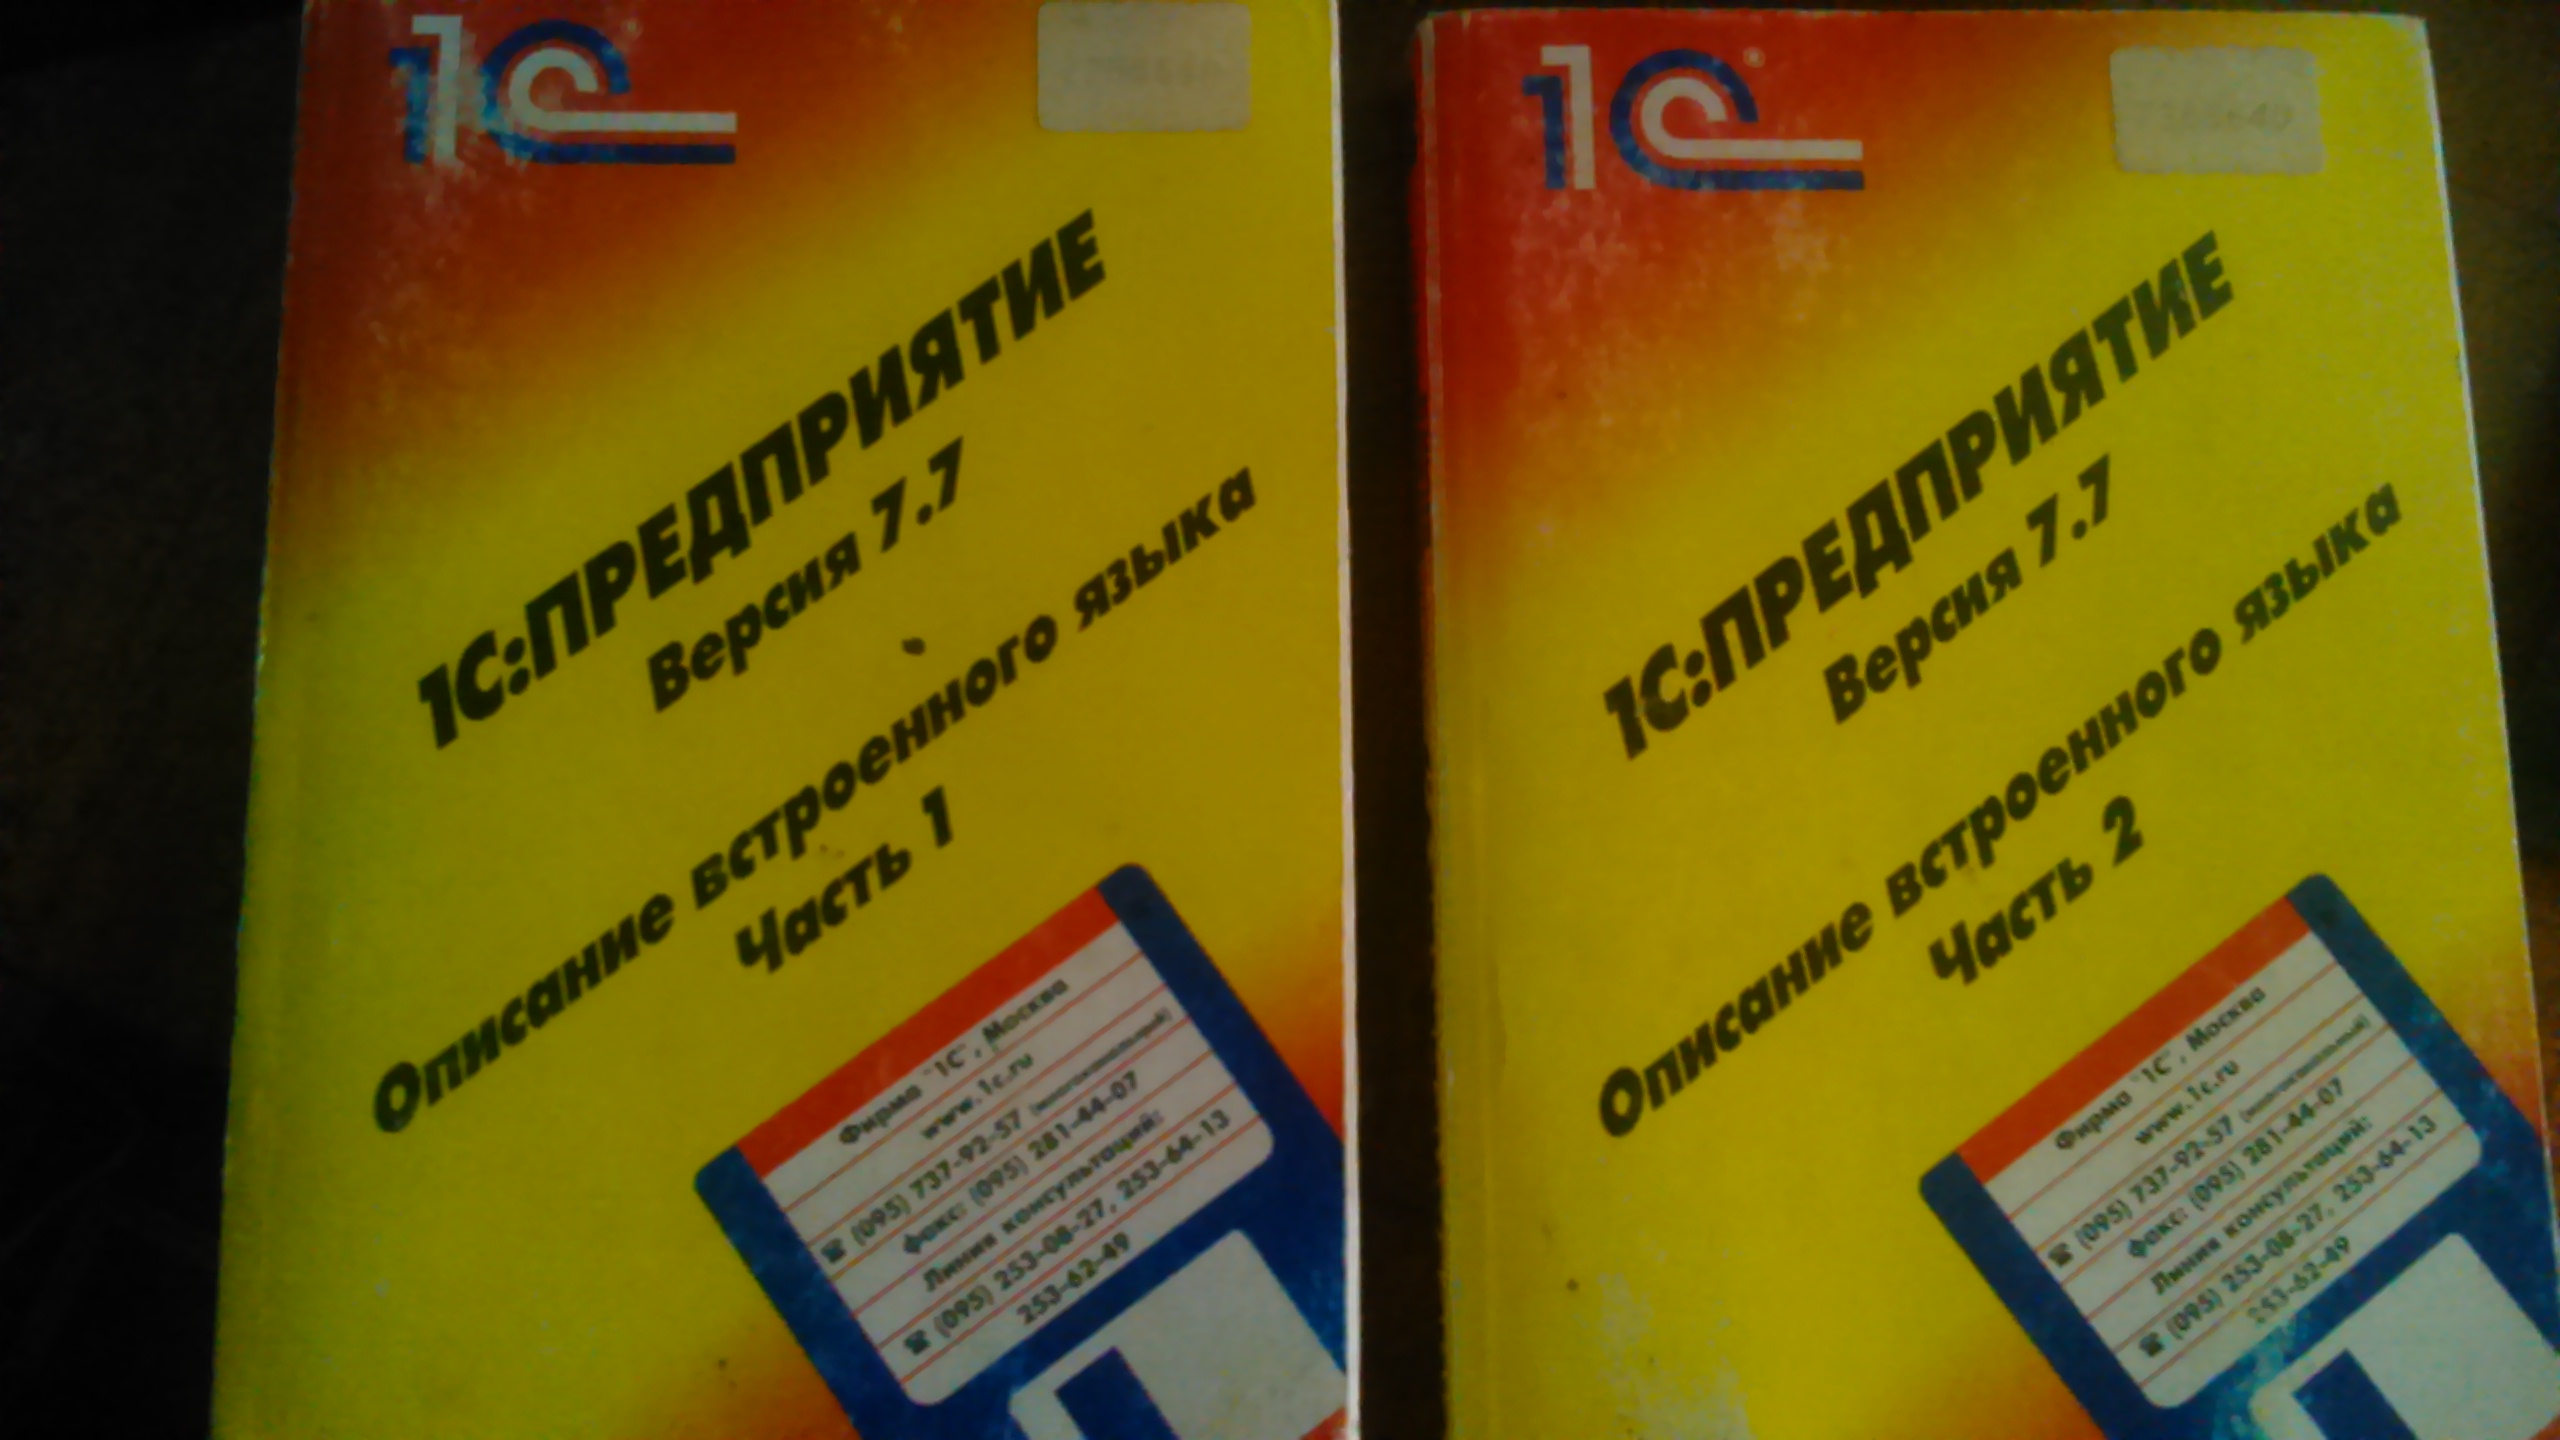 1С
1С:ПРЕДПРИЯТИЕ
Версия 7.7
Описание встроенного языка
Часть 1
Фирма "1С", Москва
www.1c.ru
☎ (095) 737-92-57 (многоканальный)
Факс: (095) 281-44-07
Линия консультаций:
☎ (095) 253-08-27, 253-64-13
253-62-49
1С®
1С:ПРЕДПРИЯТИЕ
Версия 7.7
Описание встроенного языка
Часть 2
Фирма "1С", Москва
www.1c.ru
☎ (095) 737-92-57 (многоканальный)
Факс: (095) 281-44-07
Линия консультаций:
☎ (095) 253-08-27, 253-64-13
253-62-49